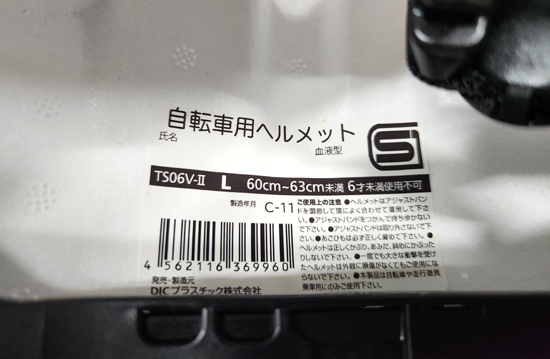 自転車用ヘルメット
氏名
血液型
SG
TS06V-II L 60cm~63cm未満 6才未満使用不可
製造年月 C-11
4 562116 369960
発売・製造元
DICプラスチック株式会社
ご使用上の注意 ●ヘルメットはアジャストバン
ドを調節して頭によく合わせて着用して下さ
い。●アジャストバンドをつかんで持ち歩かない
で下さい。●アジャストバンドは取り外さないで下
さい。●あごひもは必ず正しく締めて下さい。●
ヘルメットは正しくかぶり、あみだ、斜めにかぶった
りしないで下さい。●一度でも大きな衝撃を受け
たヘルメットは外観に損傷がなくてもご使用にな
らないで下さい。●本製品は自転車や走行遊具
乗車用にのみご使用下さい。